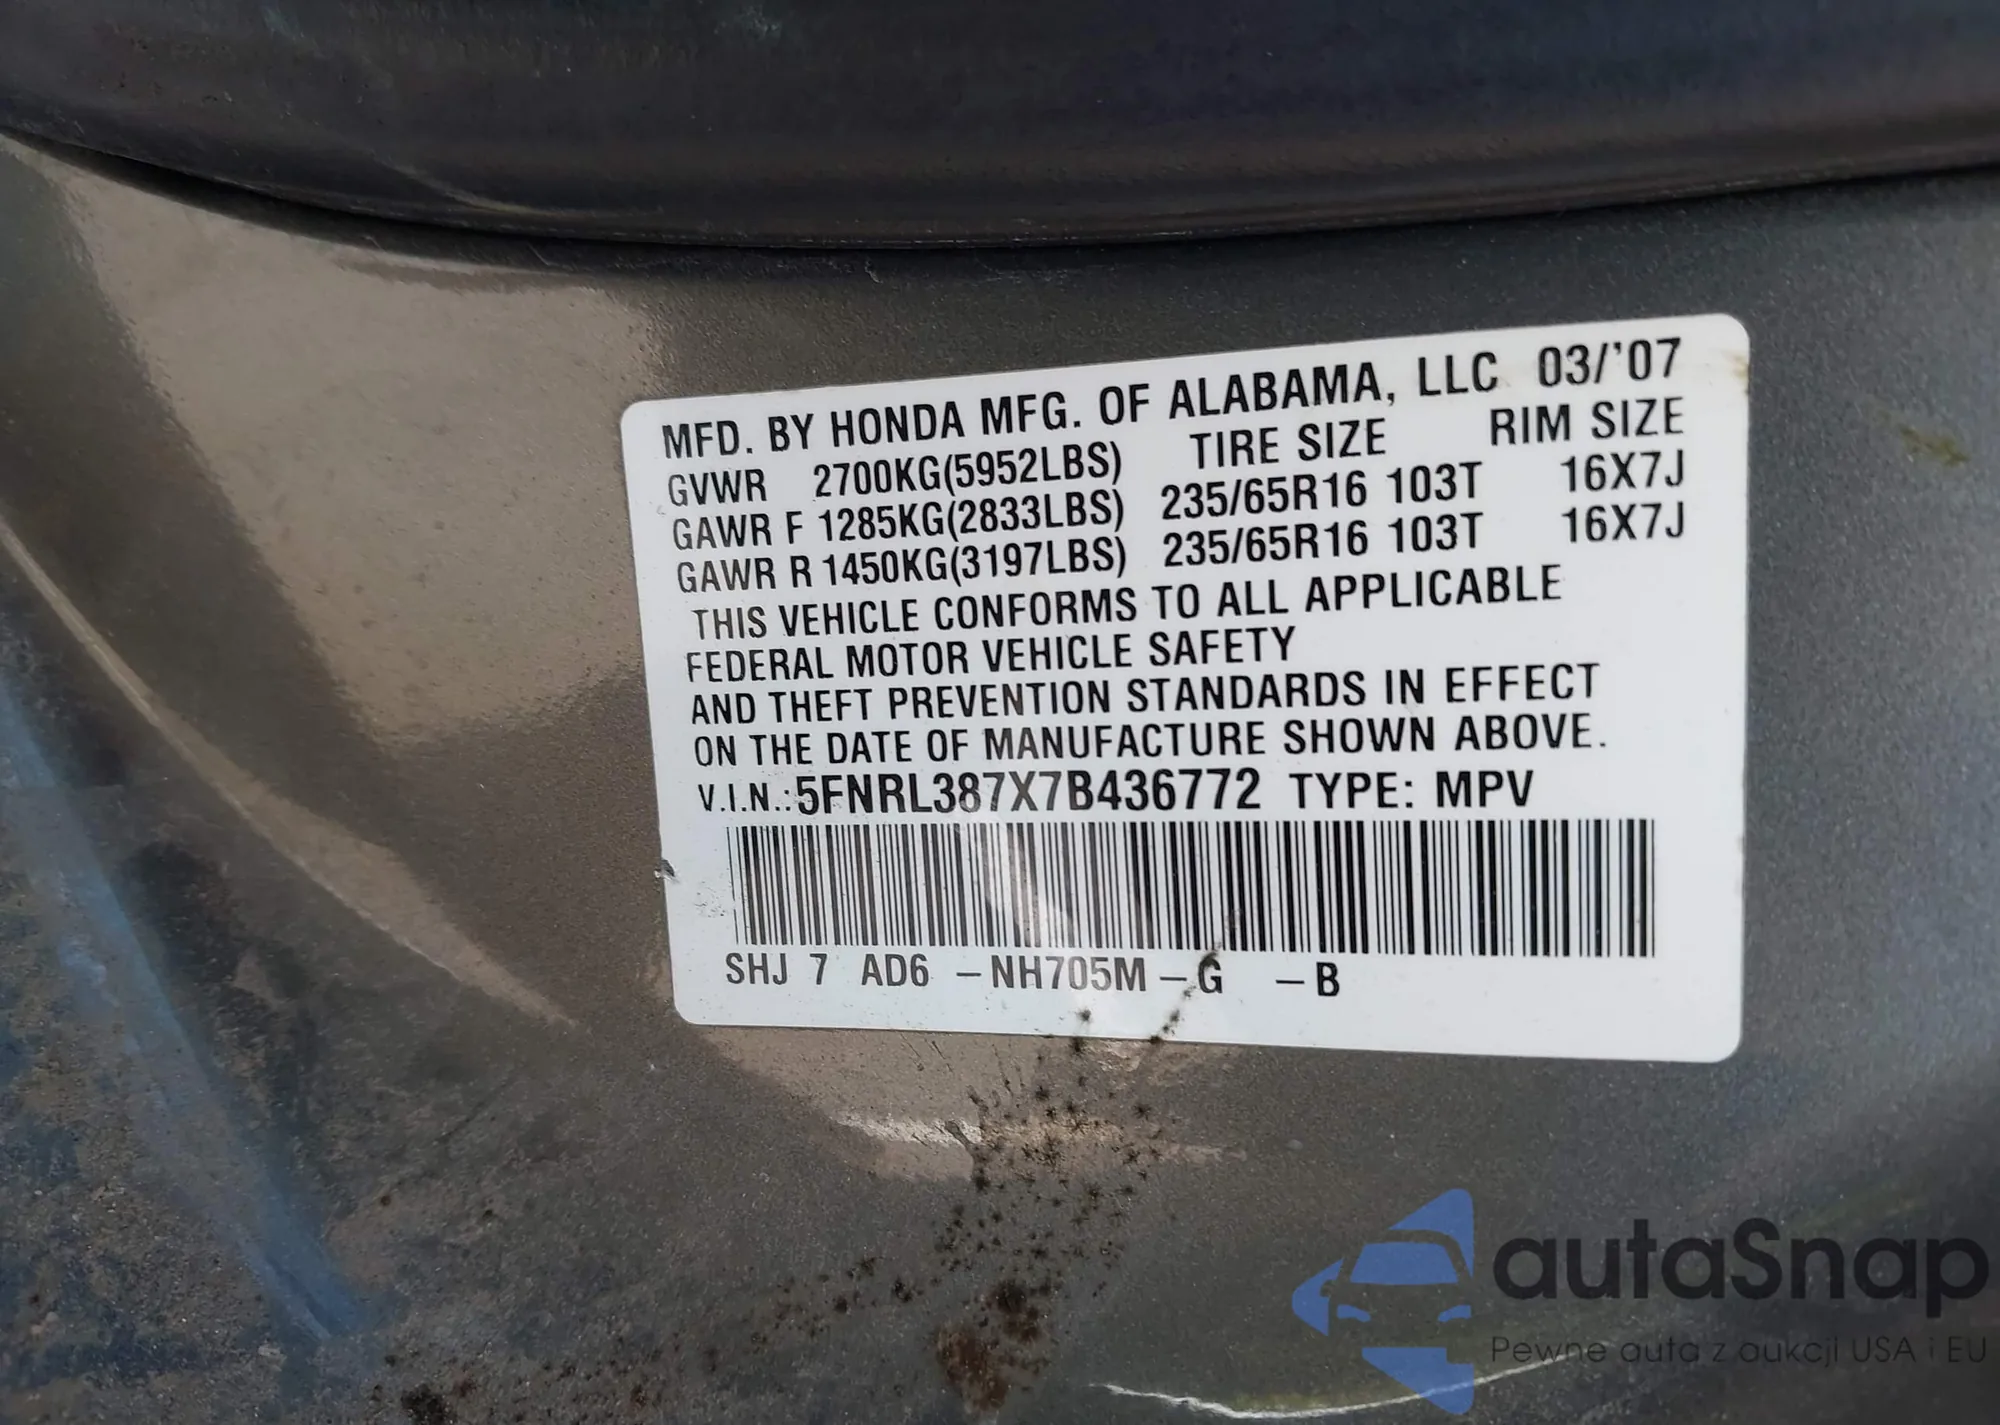 MFD. BY HONDA MFG. OF ALABAMA, LLC 03/'07
GVWR 2700KG(5952LBS) TIRE SIZE RIM SIZE
GAWR F 1285KG(2833LBS) 235/65R16 103T 16X7J
GAWR R 1450KG(3197LBS) 235/65R16 103T 16X7J
THIS VEHICLE CONFORMS TO ALL APPLICABLE
FEDERAL MOTOR VEHICLE SAFETY
AND THEFT PREVENTION STANDARDS IN EFFECT
ON THE DATE OF MANUFACTURE SHOWN ABOVE.
V.I.N.:5FNRL387X7B436772 TYPE: MPV
SHJ 7 AD6 –NH705M–G –B
autaSnap
Pewne auta z aukcji USA i EU